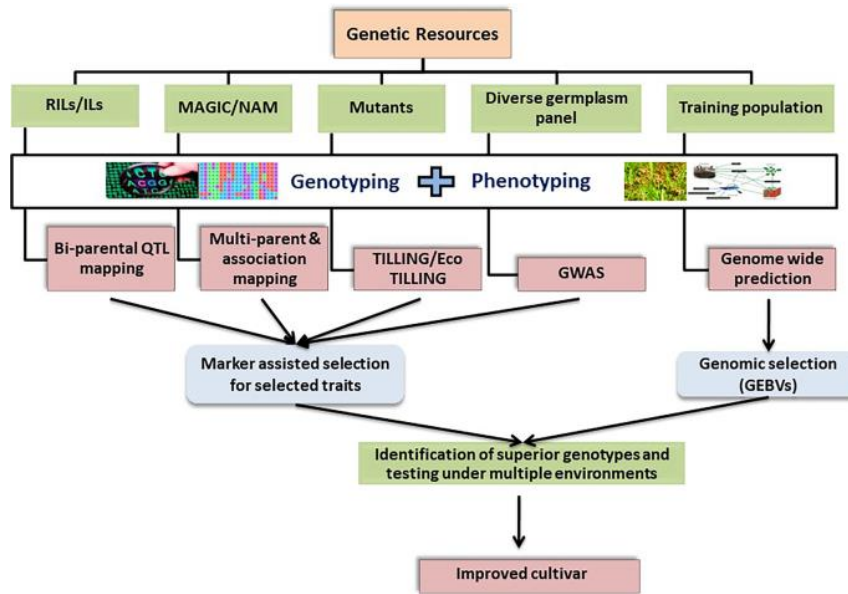 Genetic Resources
RILs/ILs
MAGIC/NAM
Mutants
Diverse germplasm
panel
Training population
Genotyping
Phenotyping
Bi-parental QTL
mapping
Multi-parent &
association
mapping
TILLING/Eco
TILLING
GWAS
Genome wide
prediction
Marker assisted selection
for selected traits
Genomic selection
(GEBVs)
Identification of superior genotypes and
testing under multiple environments
Improved cultivar